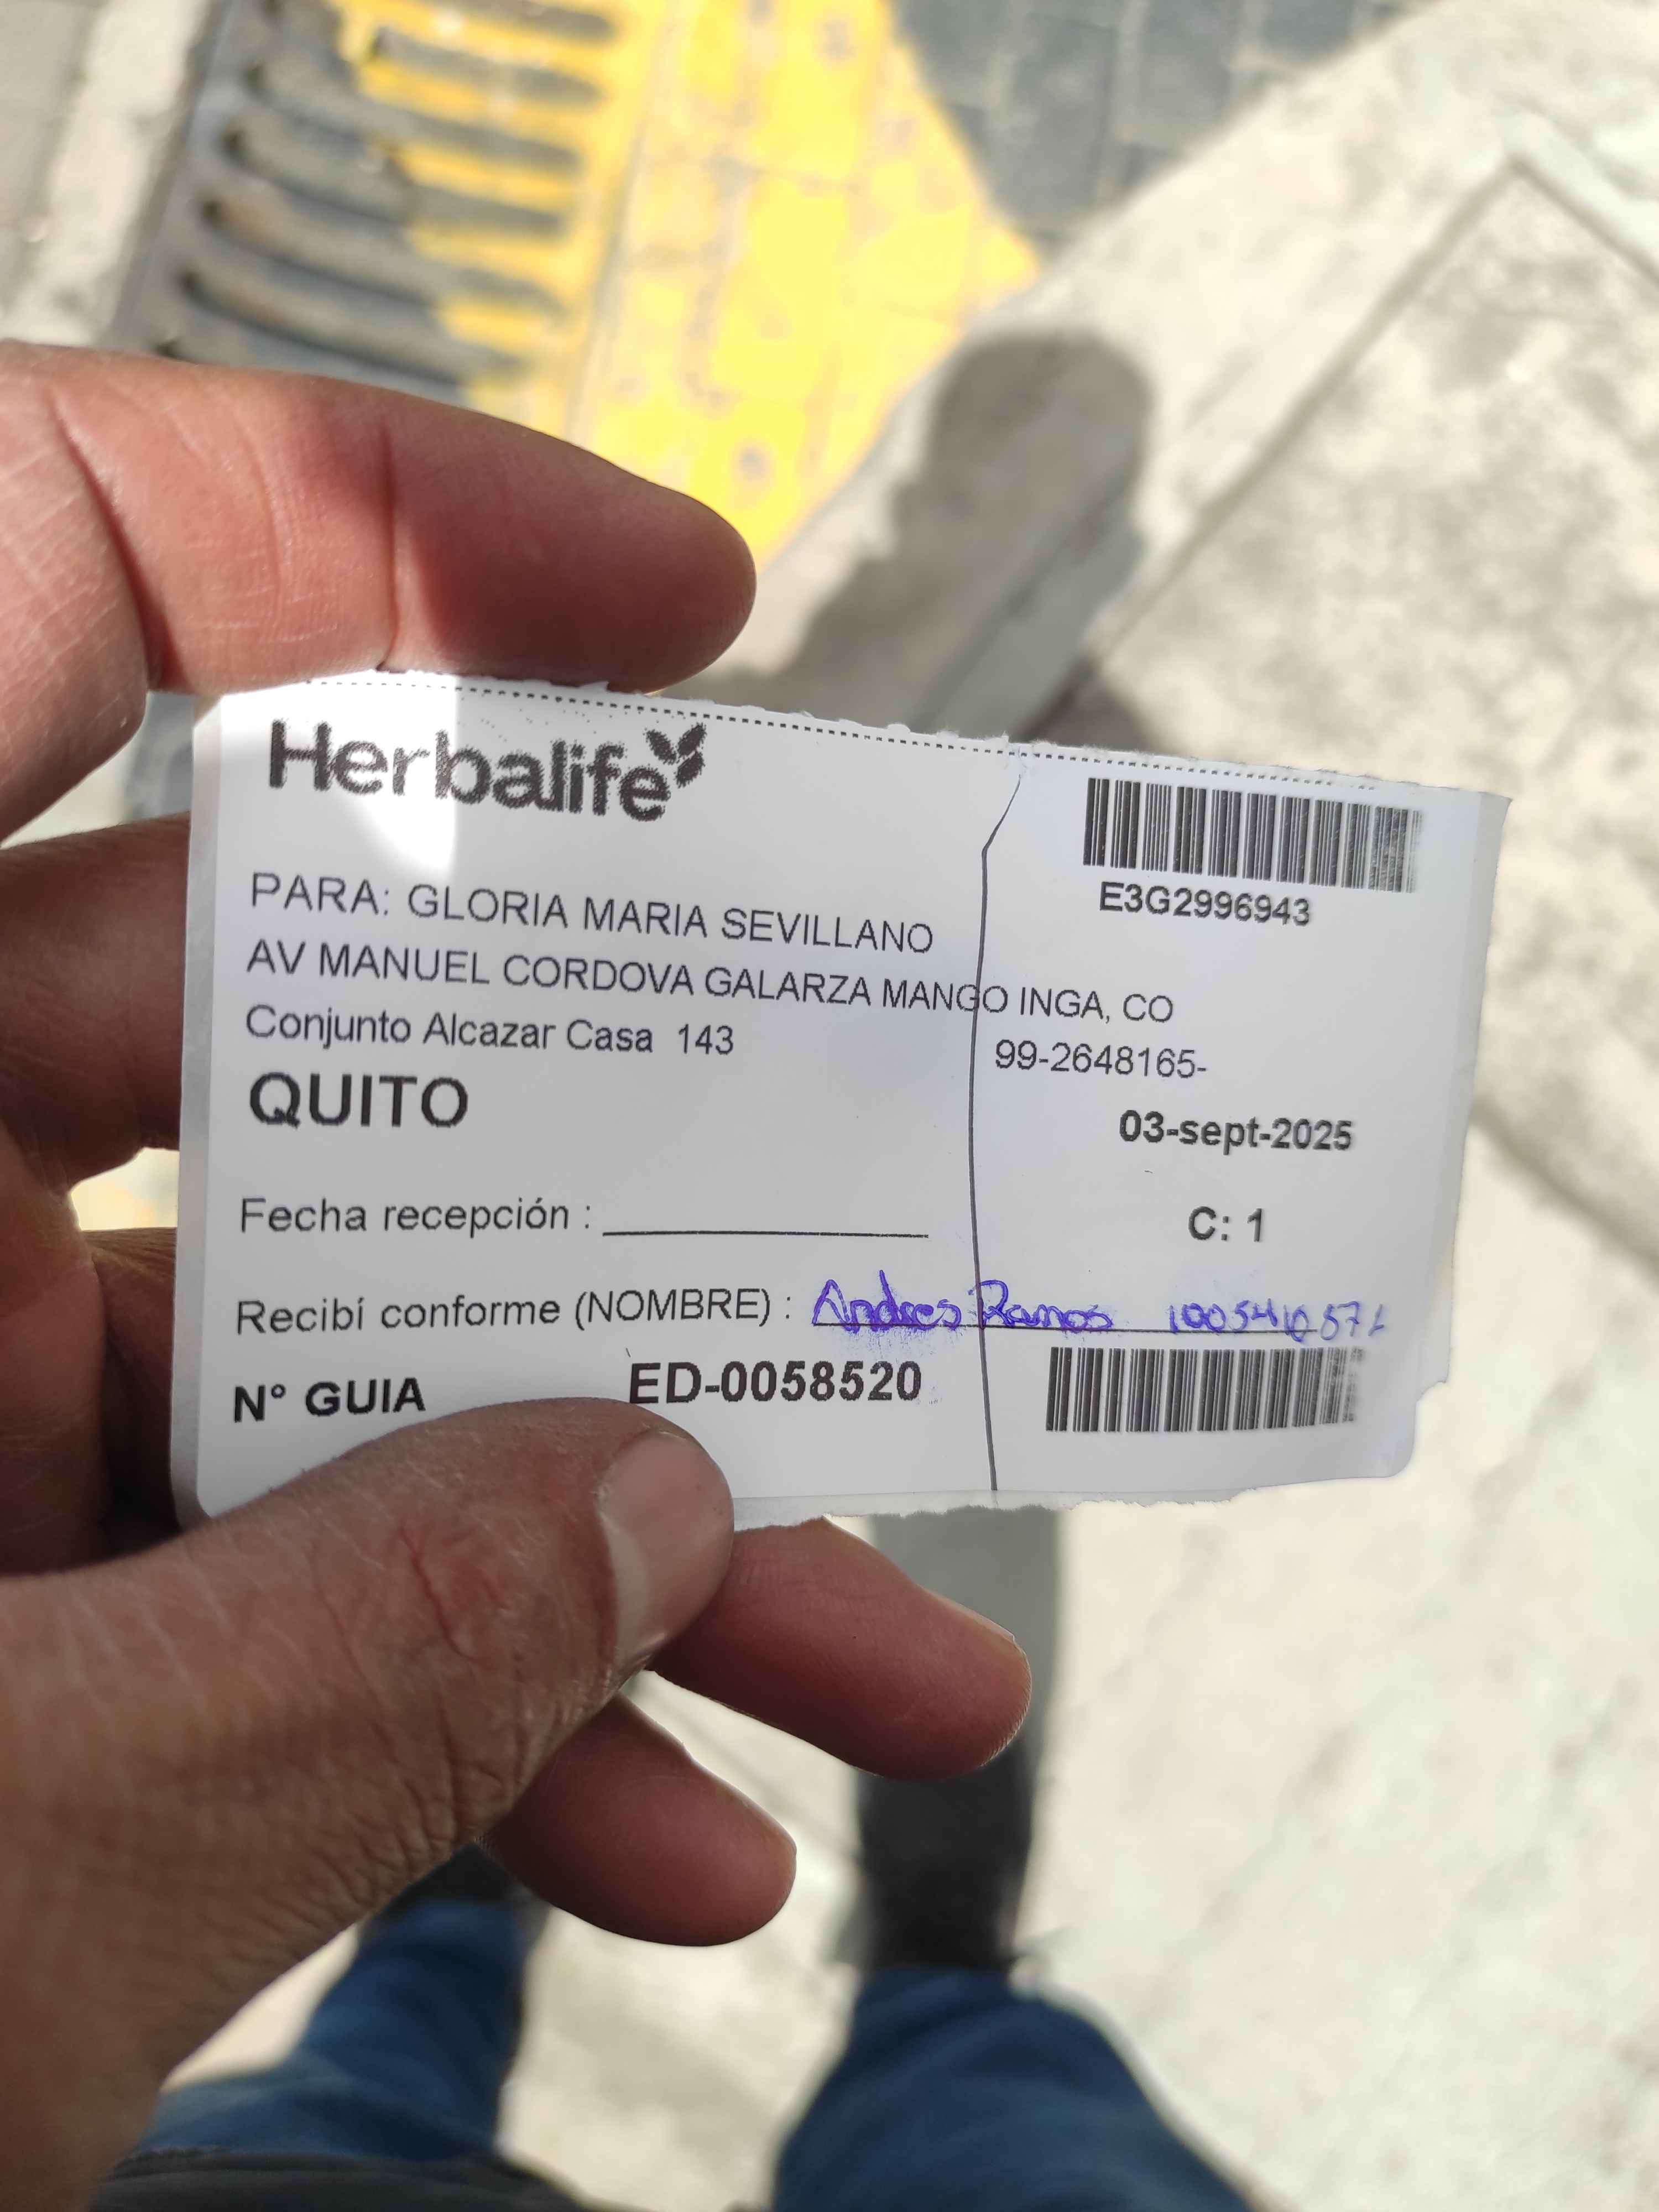 Herbalife
E3G2996943
PARA: GLORIA MARIA SEVILLANO
AV MANUEL CORDOVA GALARZA MANGO INGA, CO
Conjunto Alcazar Casa 143
99-2648165-
QUITO
03-sept-2025
Fecha recepción :
C: 1
Recibí conforme (NOMBRE) : Andres Ramos
N° GUIA ED-0058520